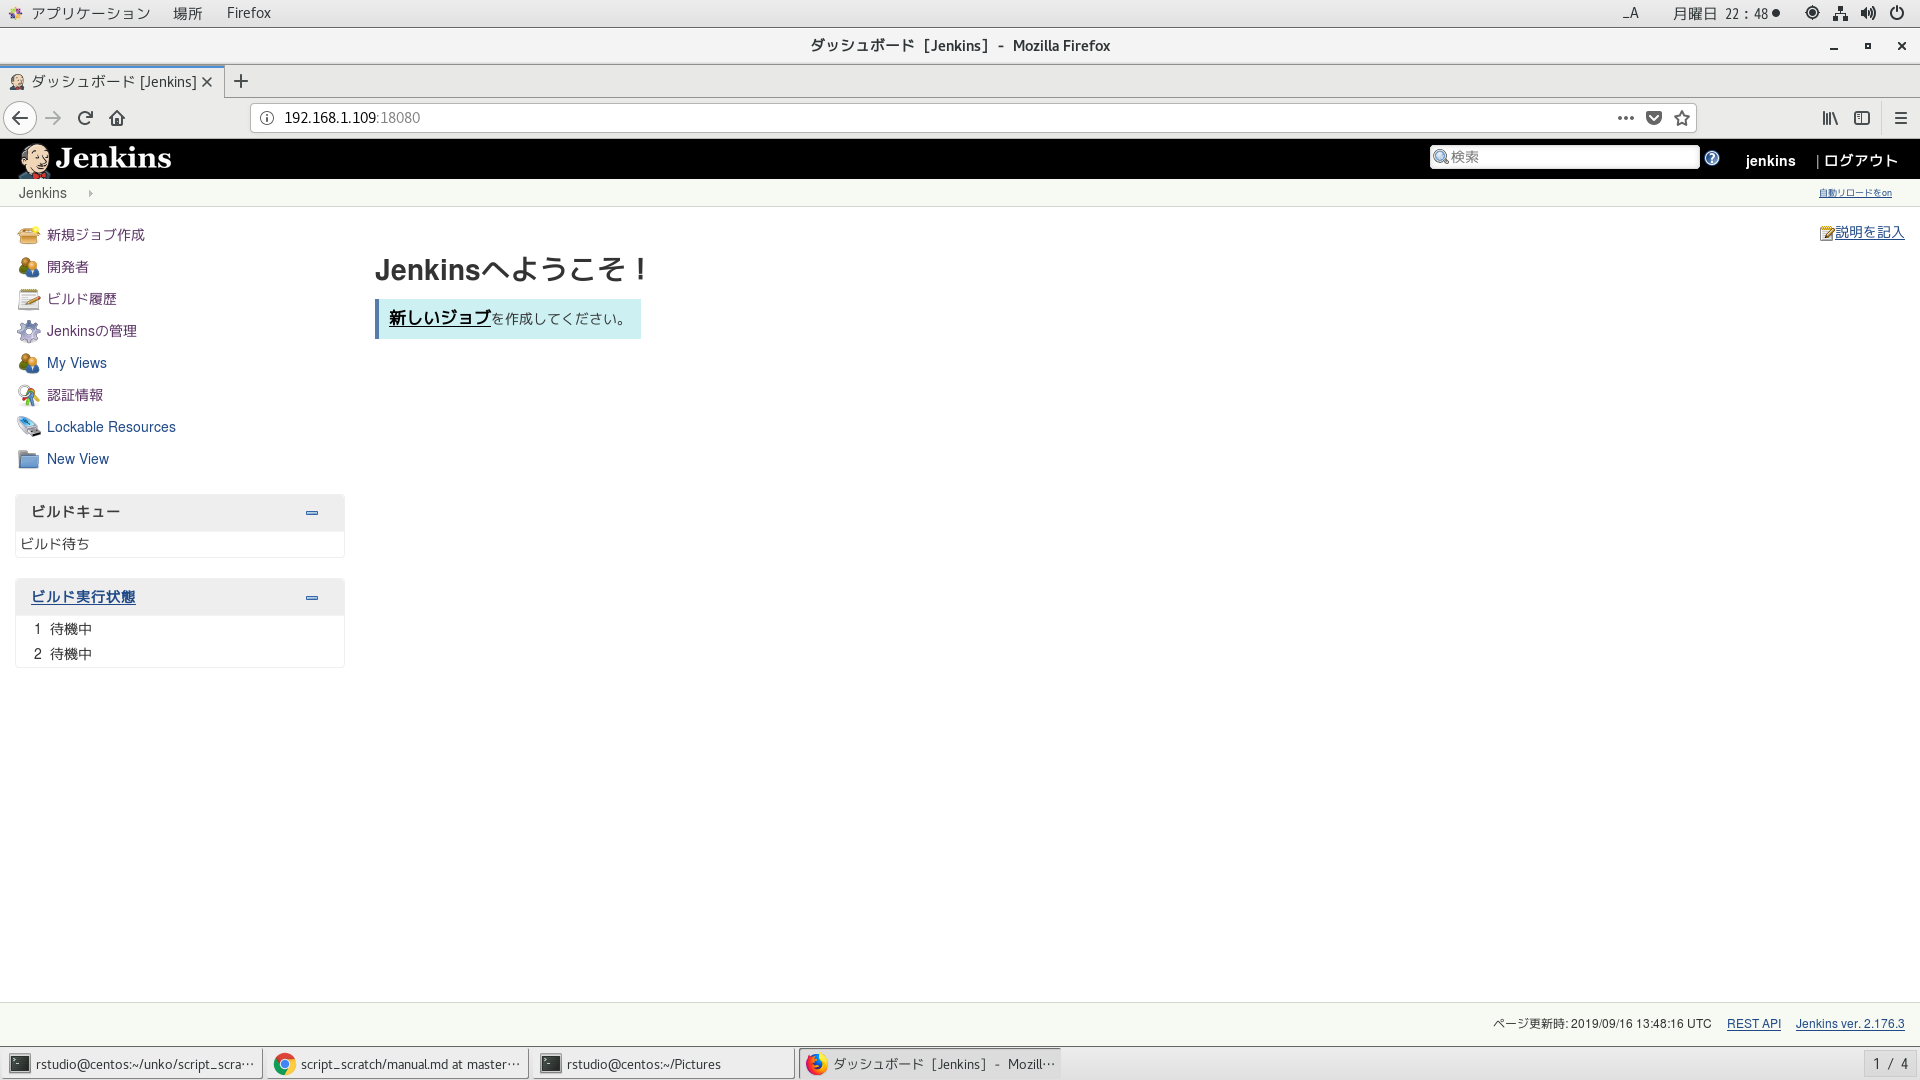 アプリケーション 場所 Firefox _A 月曜日 22：48
ダッシュボード [Jenkins] - Mozilla Firefox
ダッシュボード [Jenkins]
192.168.1.109:18080
Jenkins 検索 jenkins | ログアウト
Jenkins 自動リロードをon
説明を記入
新規ジョブ作成
開発者
ビルド履歴
Jenkinsの管理
My Views
認証情報
Lockable Resources
New View
Jenkinsへようこそ！
新しいジョブを作成してください。
ビルドキュー
ビルド待ち
ビルド実行状態
1 待機中
2 待機中
ページ更新時: 2019/09/16 13:48:16 UTC REST API Jenkins ver. 2.176.3
rstudio@centos:~/unko/script_scra… script_scratch/manual.md at master… rstudio@centos:~/Pictures ダッシュボード [Jenkins] - Mozill… 1 / 4